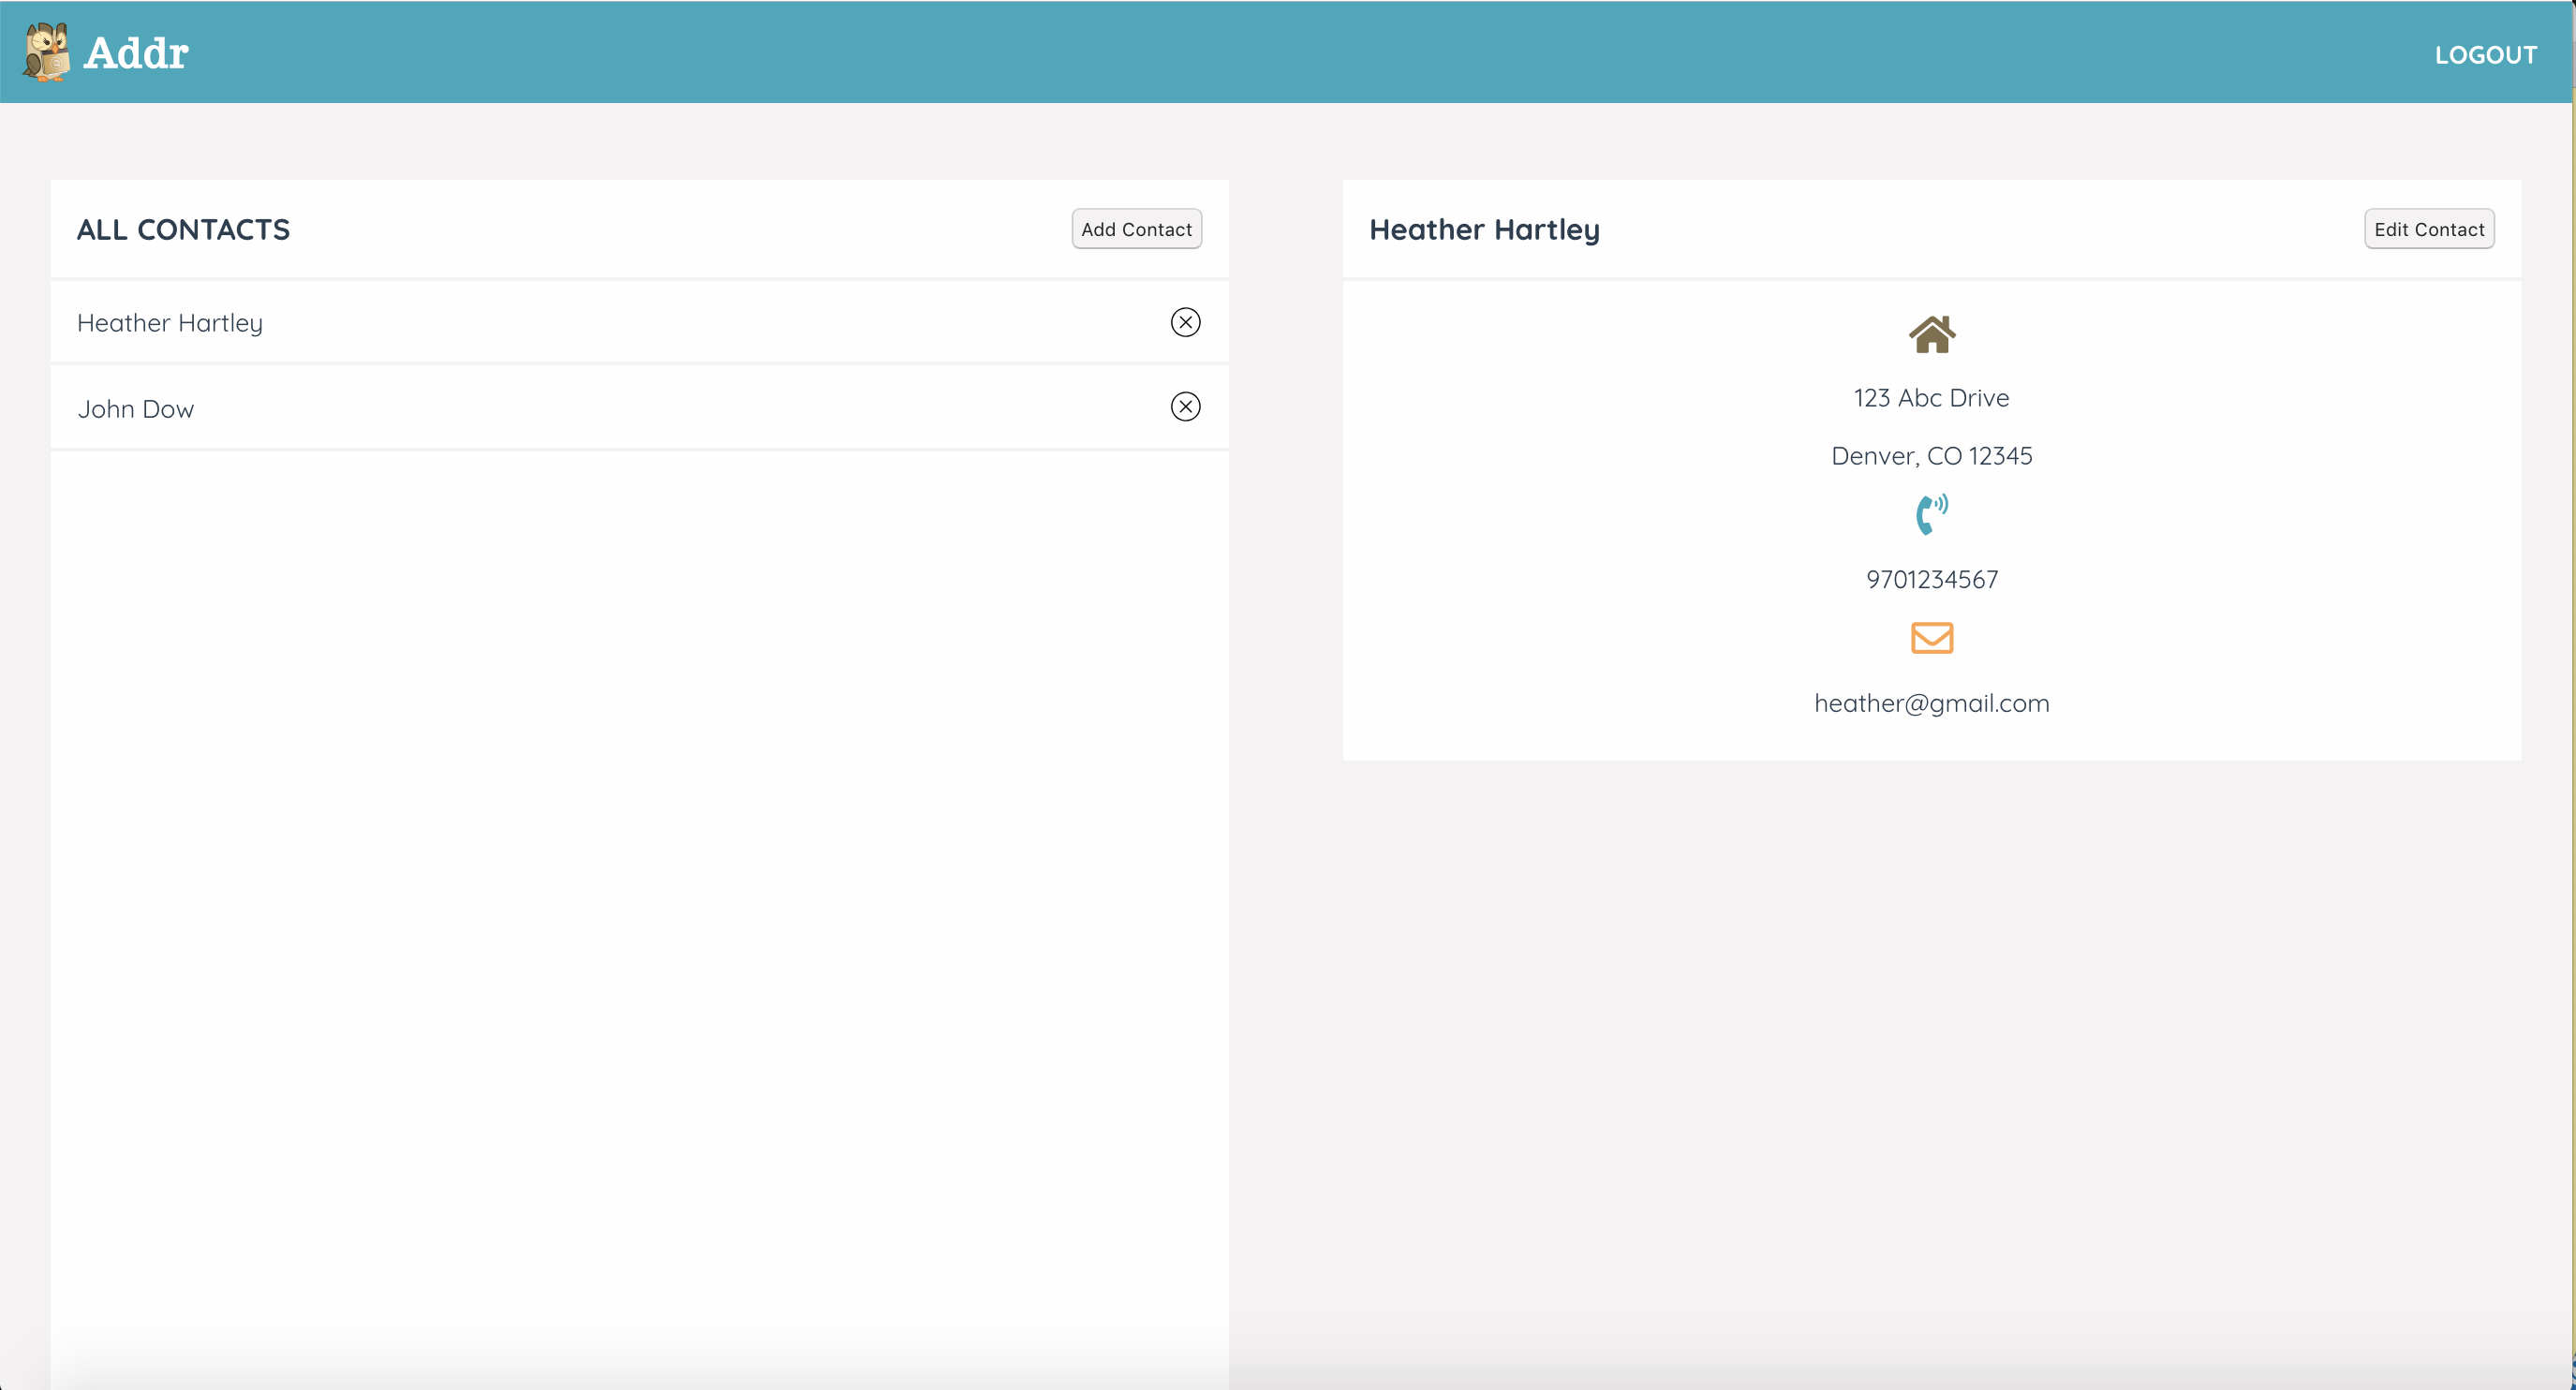 Addr
LOGOUT
ALL CONTACTS
Add Contact
Heather Hartley
John Dow
Heather Hartley
Edit Contact
123 Abc Drive
Denver, CO 12345
9701234567
heather@gmail.com